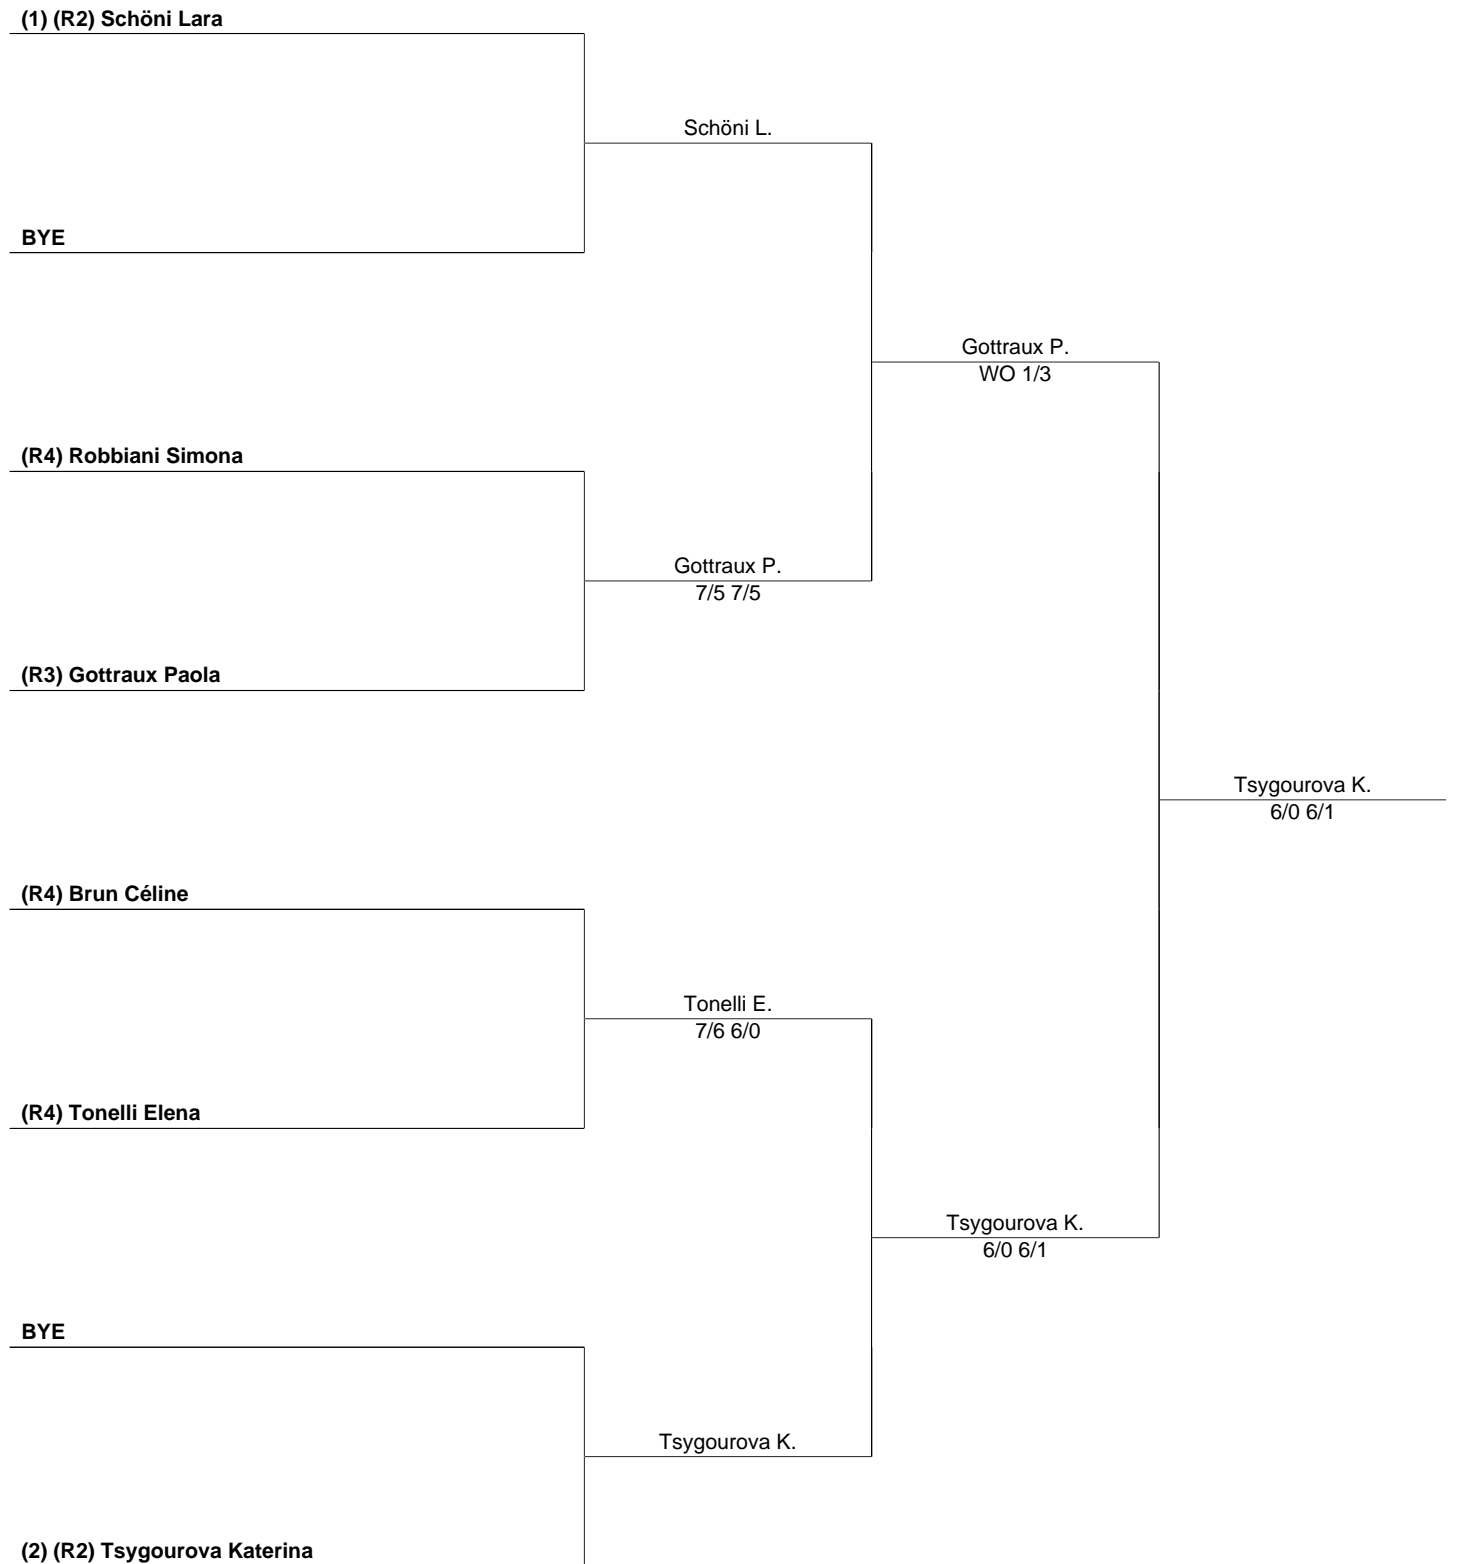 (1) (R2) Schöni Lara
Schöni L.
BYE
Gottraux P.
WO 1/3
(R4) Robbiani Simona
Gottraux P.
7/5 7/5
(R3) Gottraux Paola
Tsygourova K.
6/0 6/1
(R4) Brun Céline
Tonelli E.
7/6 6/0
(R4) Tonelli Elena
Tsygourova K.
6/0 6/1
BYE
Tsygourova K.
(2) (R2) Tsygourova Katerina